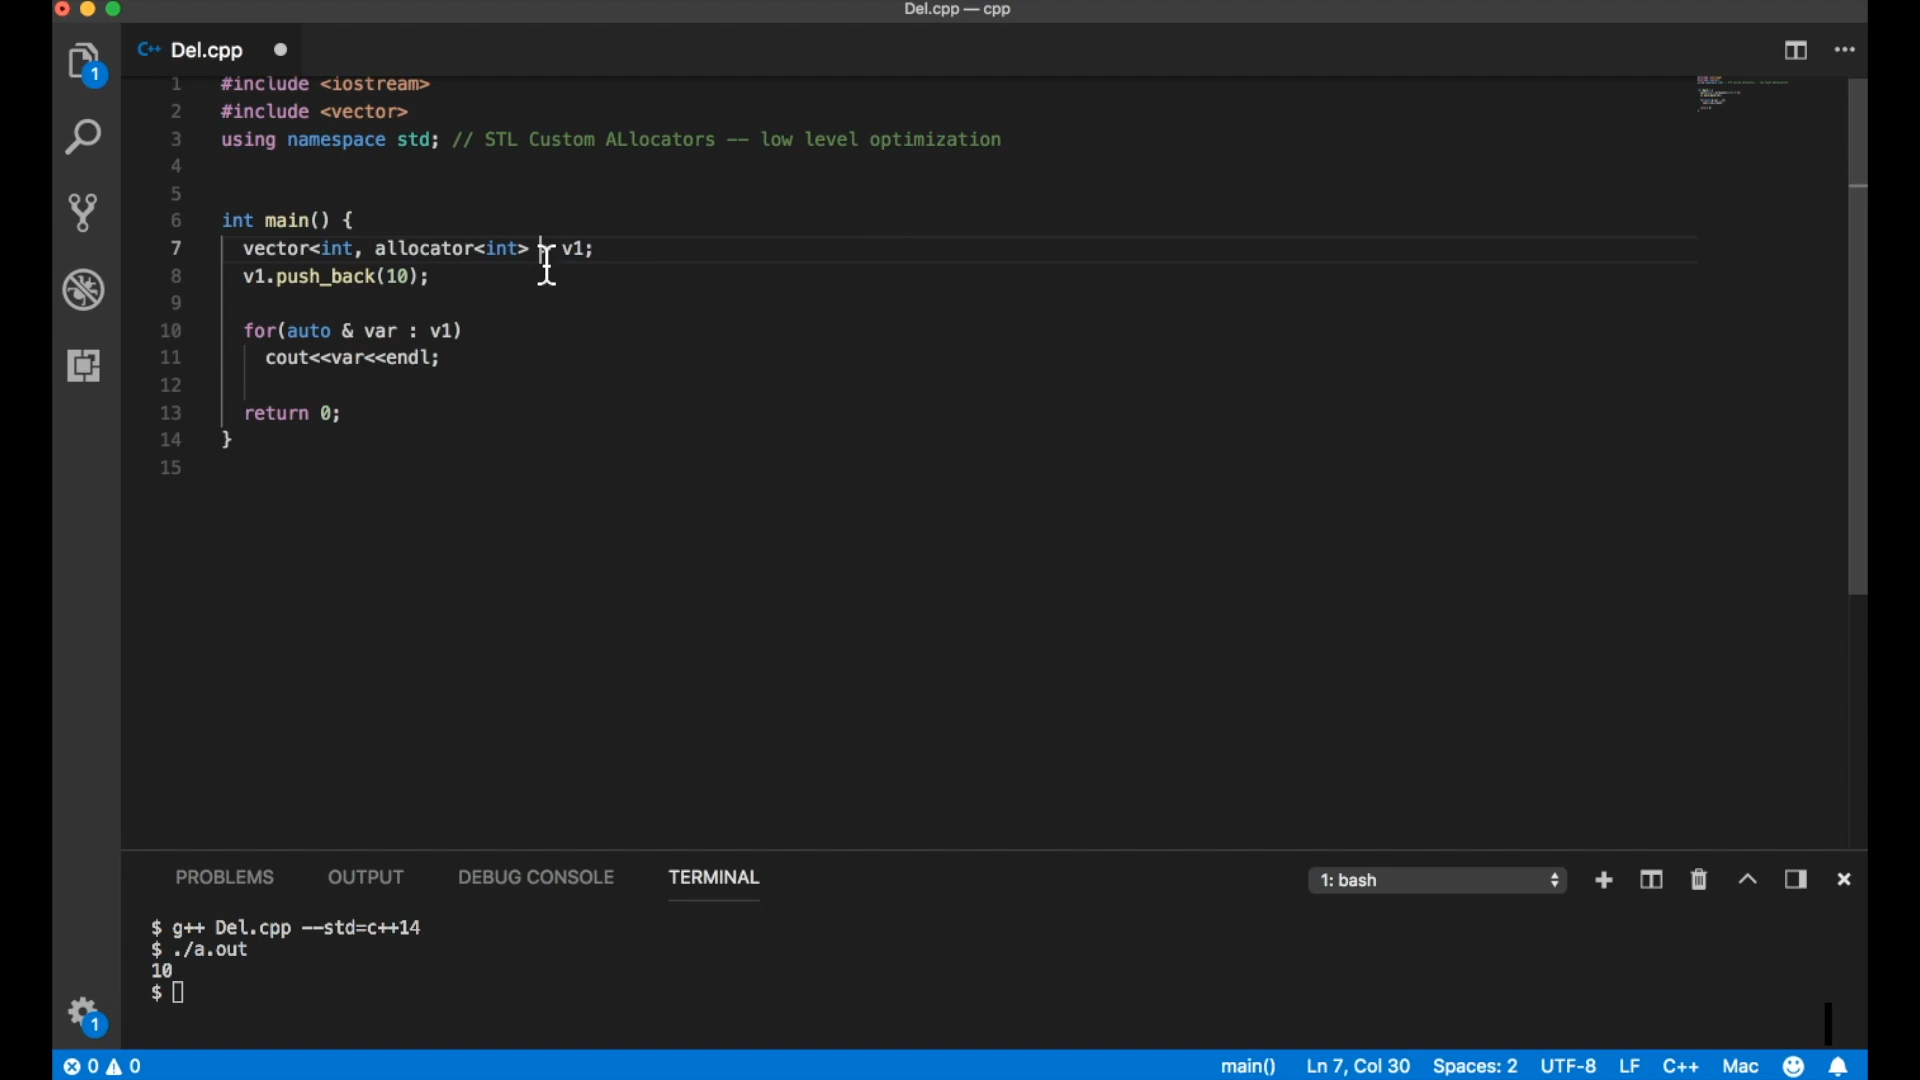 Del.cpp — cpp
C++ Del.cpp
1
1 #include <iostream>
2 #include <vector>
3 using namespace std; // STL Custom ALlocators -- low level optimization
4
5
6 int main() {
7 vector<int, allocator<int> > v1;
8 v1.push_back(10);
9
10 for(auto & var : v1)
11 cout<<var<<endl;
12
13 return 0;
14 }
15
PROBLEMS OUTPUT DEBUG CONSOLE TERMINAL 1: bash
$ g++ Del.cpp --std=c++14
$ ./a.out
10
$
1
0 0 main() Ln 7, Col 30 Spaces: 2 UTF-8 LF C++ Mac